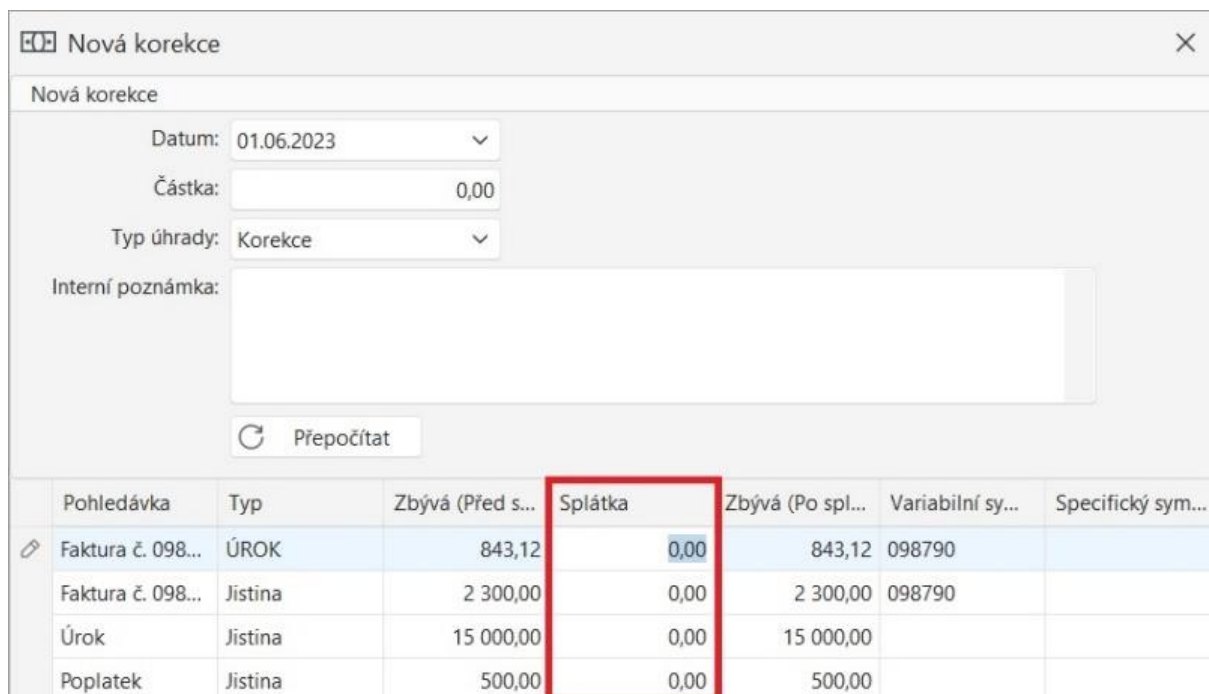 Nová korekce
Nová korekce
Datum: 01.06.2023
Částka: 0,00
Typ úhrady: Korekce
Interní poznámka:
Přepočítat
Pohledávka Typ Zbývá (Před s... Splátka Zbývá (Po spl... Variabilní sy... Specifický sym...
Faktura č. 098... ÚROK 843,12 0,00 843,12 098790
Faktura č. 098... Jistina 2 300,00 0,00 2 300,00 098790
Úrok Jistina 15 000,00 0,00 15 000,00
Poplatek Jistina 500,00 0,00 500,00